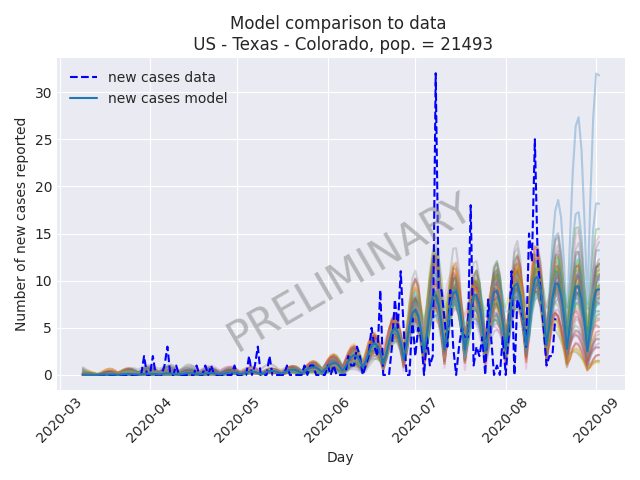 Model comparison to data
US - Texas - Colorado, pop. = 21493
new cases data
new cases model
Number of new cases reported
30
25
20
15
10
5
0
PRELIMINARY
2020-03
2020-04
2020-05
2020-06
2020-07
2020-08
2020-09
Day